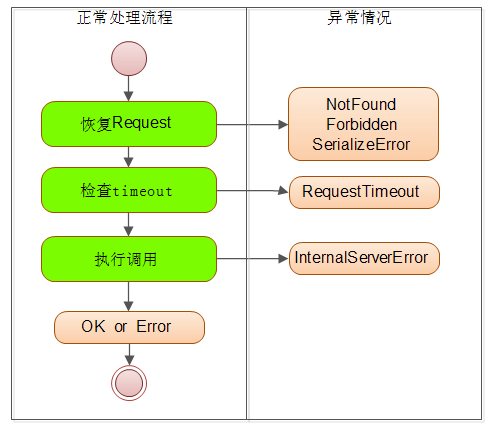 正常处理流程
异常情况
恢复Request
NotFound
Forbidden
SerializeError
检查timeout
RequestTimeout
执行调用
InternalServerError
OK or Error